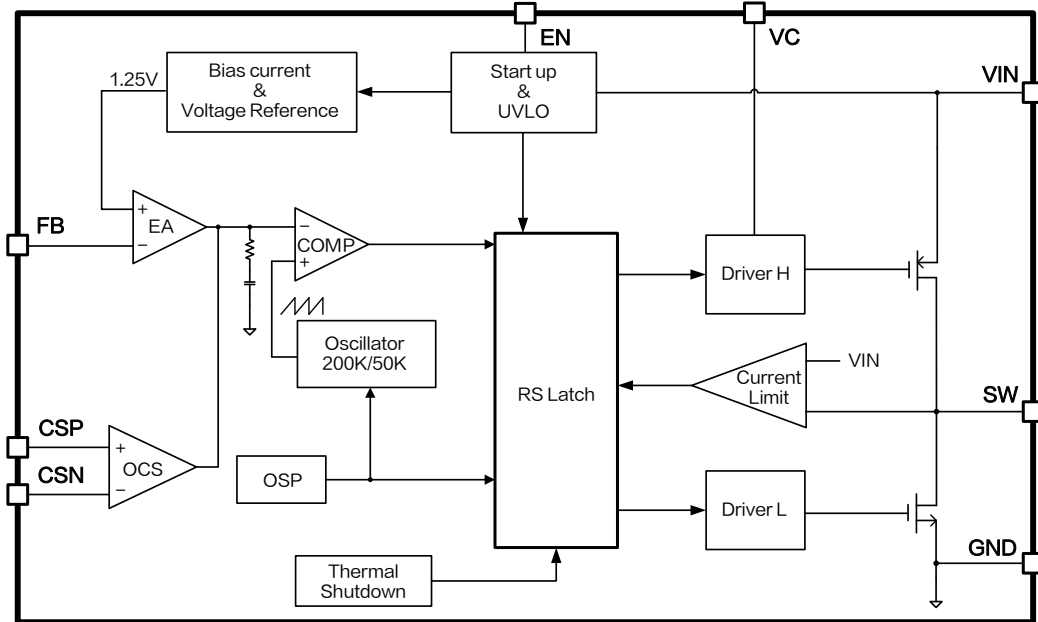 EN
VC
VIN
1.25V
Bias current
&
Voltage Reference
Start up
&
UVLO
FB
+
EA
−
−
COMP
+
Driver H
Oscillator
200K/50K
RS Latch
VIN
Current
Limit
SW
CSP
CSN
+
OCS
−
OSP
Driver L
GND
Thermal
Shutdown